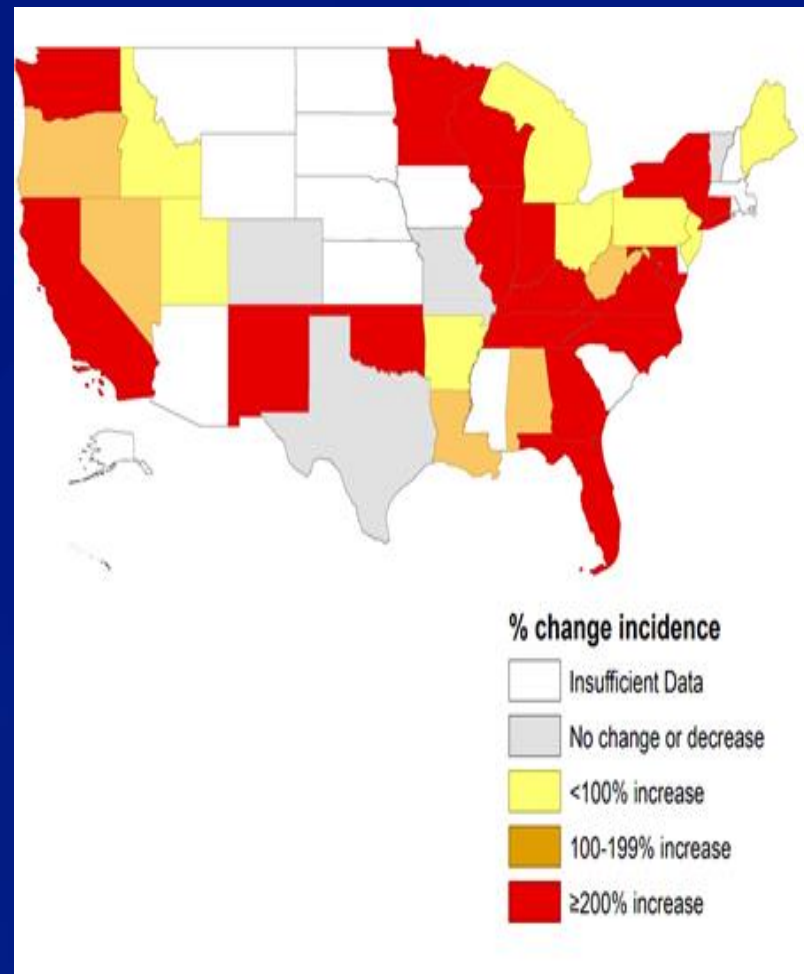 % change incidence
Insufficient Data
No change or decrease
<100% increase
100-199% increase
≥200% increase